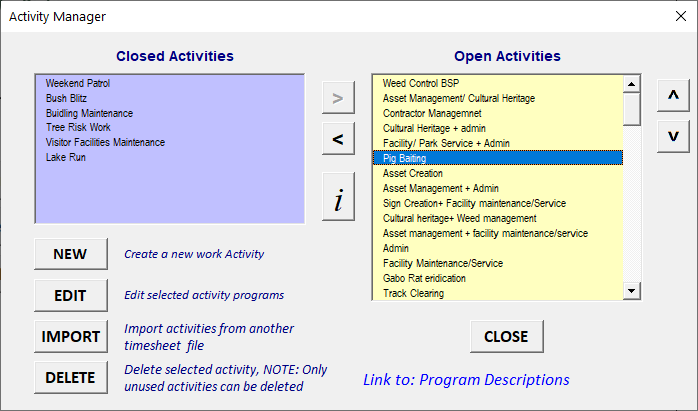 Activity Manager
Closed Activities
Weekend Patrol
Bush Blitz
Buidling Maintenance
Tree Risk Work
Visitor Facilities Maintenance
Lake Run
>
<
i
Open Activities
Weed Control BSP
Asset Management/ Cultural Heritage
Contractor Managemnet
Cultural Heritage + admin
Facility/ Park Service + Admin
Pig Baiting
Asset Creation
Asset Management + Admin
Sign Creation+ Facility maintenance/Service
Cultural heritage+ Weed management
Asset management + facility maintenance/service
Admin
Facility Maintenance/Service
Gabo Rat eridication
Track Clearing
NEW
Create a new work Activity
EDIT
Edit selected activity programs
IMPORT
Import activities from another
timesheet file
DELETE
Delete selected activity, NOTE: Only
unused activities can be deleted
CLOSE
Link to: Program Descriptions